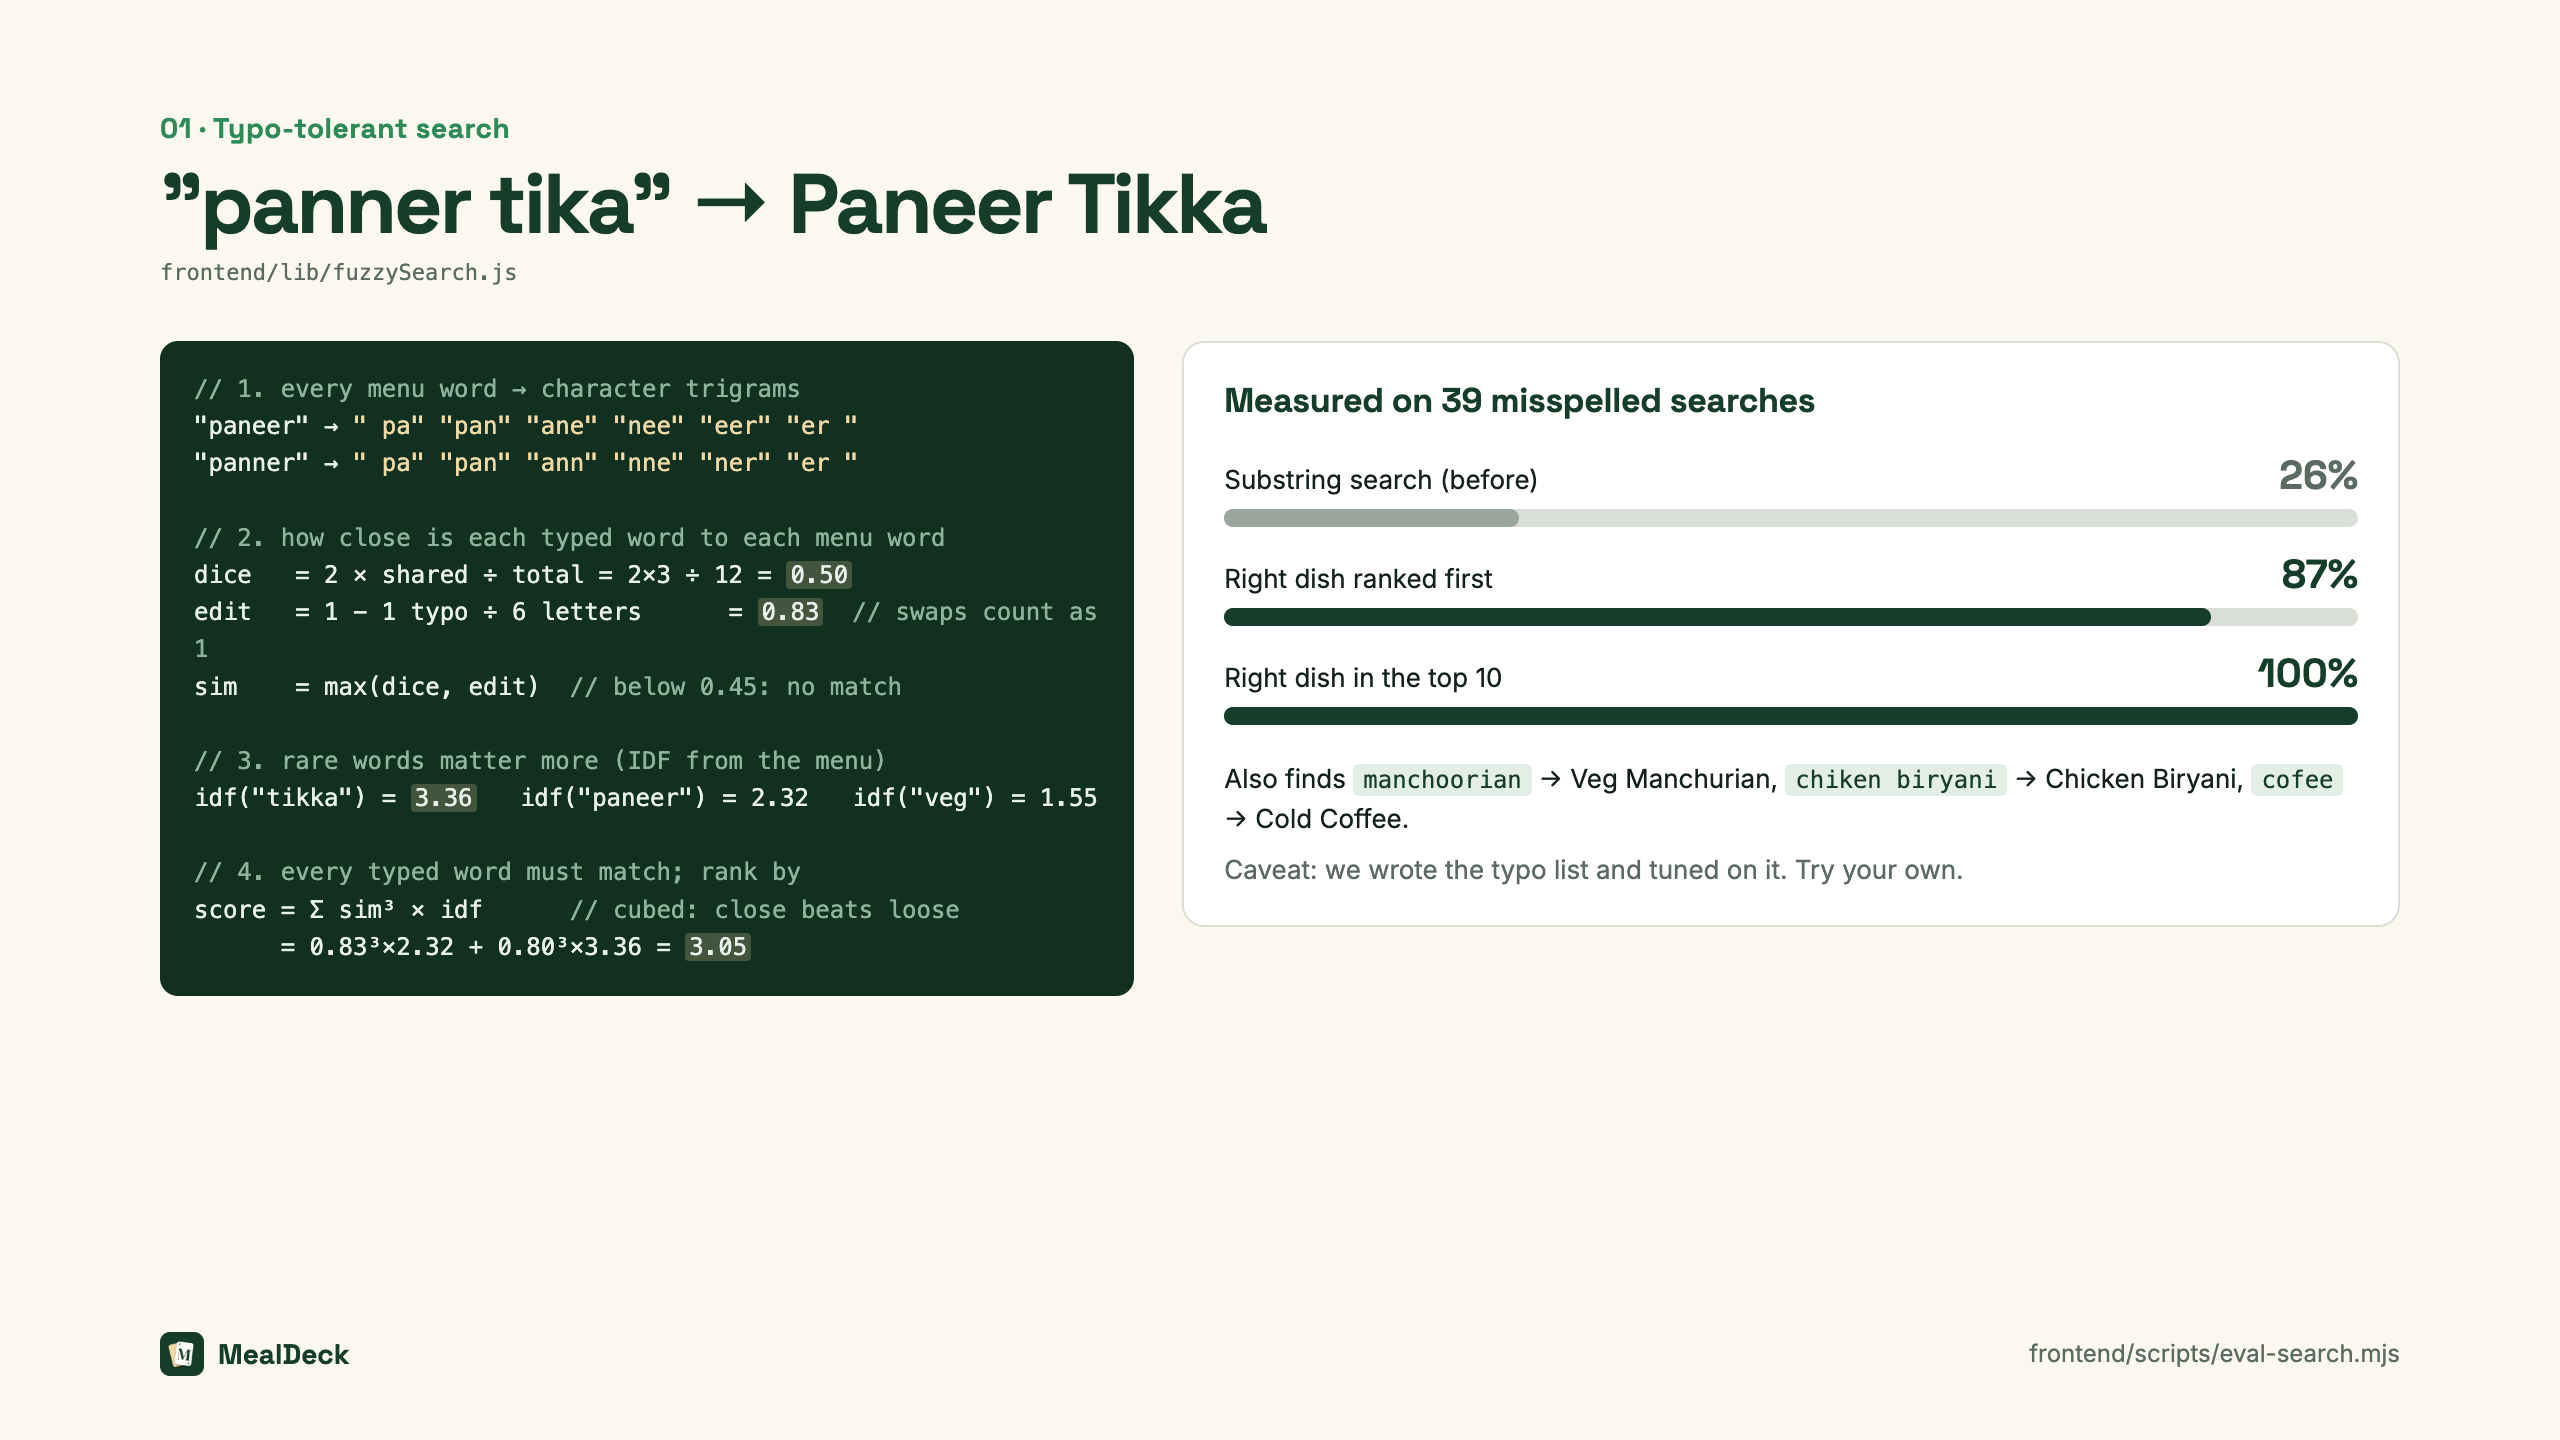 01 · Typo-tolerant search
”panner tika” → Paneer Tikka
frontend/lib/fuzzySearch.js
// 1. every menu word → character trigrams
"paneer" → " pa" "pan" "ane" "nee" "eer" "er "
"panner" → " pa" "pan" "ann" "nne" "ner" "er "
// 2. how close is each typed word to each menu word
dice   = 2 × shared ÷ total = 2×3 ÷ 12 = 0.50
edit   = 1 − 1 typo ÷ 6 letters      = 0.83  // swaps count as
1
sim    = max(dice, edit)  // below 0.45: no match
// 3. rare words matter more (IDF from the menu)
idf("tikka") = 3.36   idf("paneer") = 2.32   idf("veg") = 1.55
// 4. every typed word must match; rank by
score = Σ sim³ × idf      // cubed: close beats loose
      = 0.83³×2.32 + 0.80³×3.36 = 3.05
Measured on 39 misspelled searches
Substring search (before) 26%
Right dish ranked first 87%
Right dish in the top 10 100%
Also finds manchoorian → Veg Manchurian, chiken biryani → Chicken Biryani, cofee
→ Cold Coffee.
Caveat: we wrote the typo list and tuned on it. Try your own.
M MealDeck
frontend/scripts/eval-search.mjs